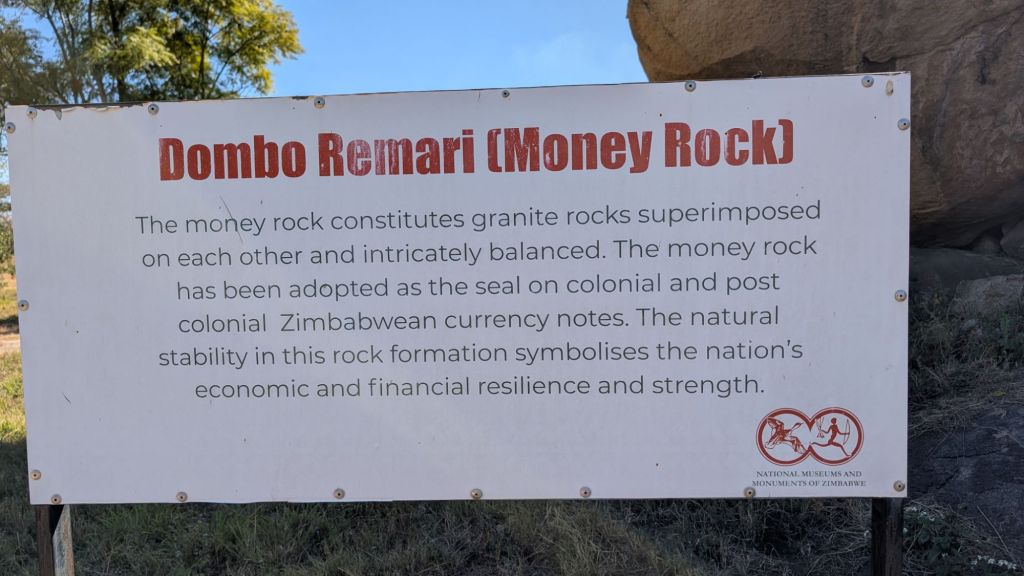 Dombo Remari (Money Rock)
The money rock constitutes granite rocks superimposed
on each other and intricately balanced. The money rock
has been adopted as the seal on colonial and post
colonial Zimbabwean currency notes. The natural
stability in this rock formation symbolises the nation's
economic and financial resilience and strength.
NATIONAL MUSEUMS AND
MONUMENTS OF ZIMBABWE